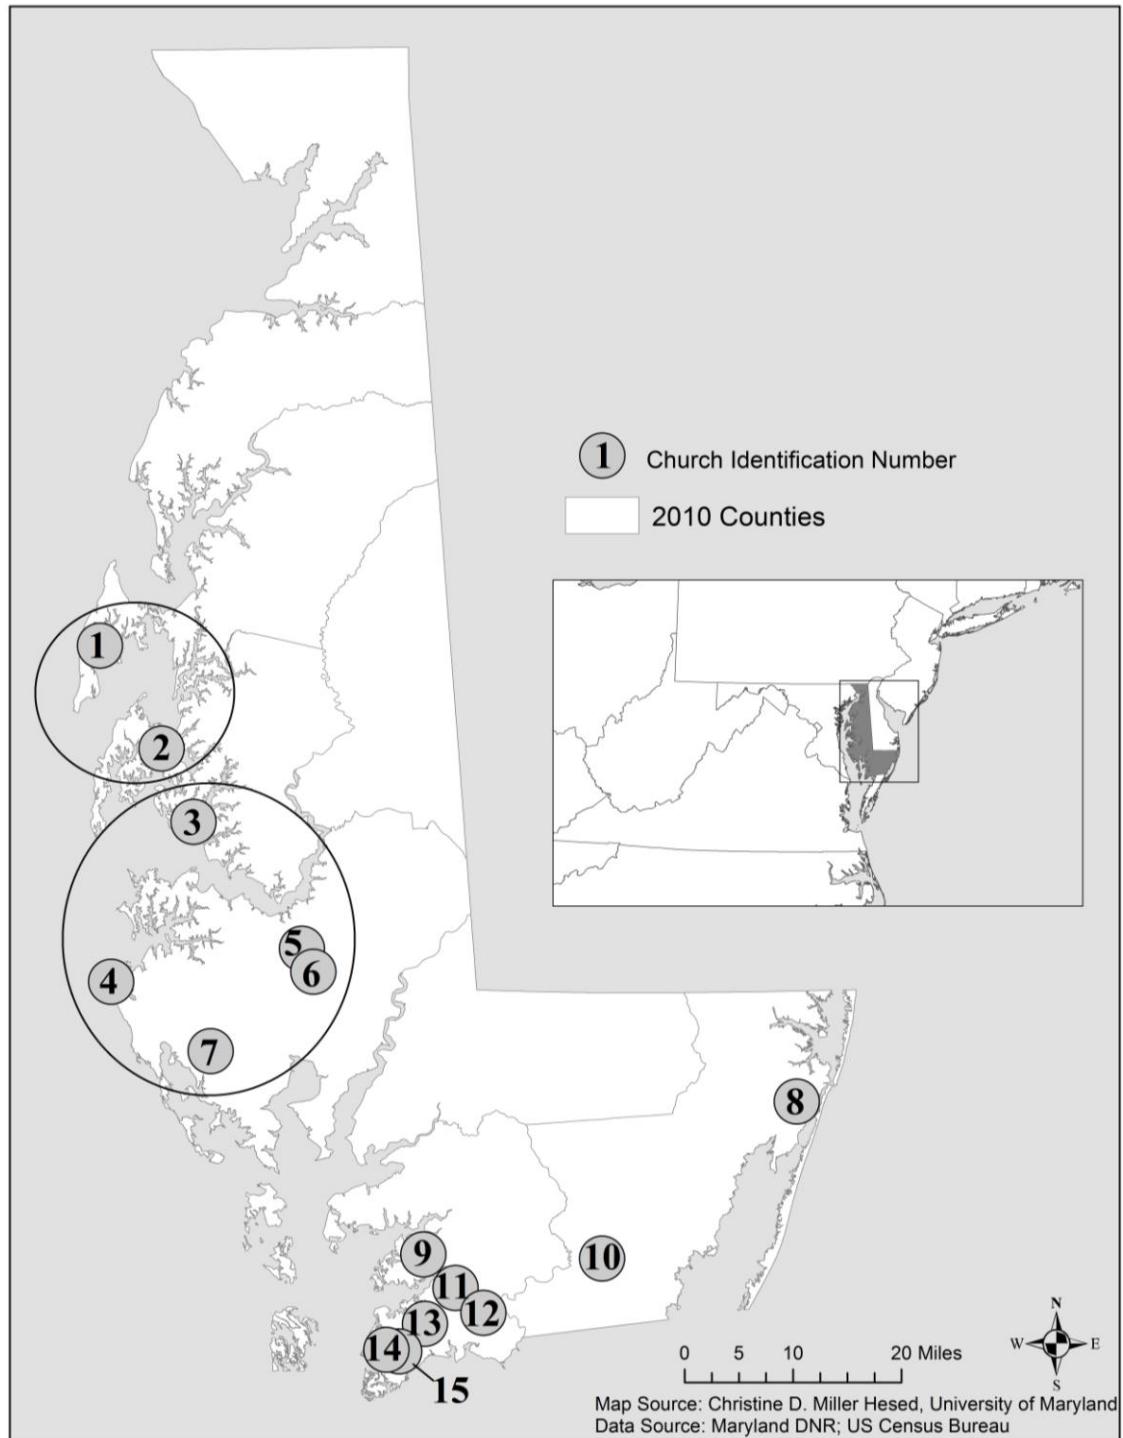 1 Church Identification Number
2010 Counties
1
2
3
4
5
6
7
8
9
10
11
12
13
14
15
0 5 10 20 Miles
N
W E
S
Map Source: Christine D. Miller Hesed, University of Maryland
Data Source: Maryland DNR; US Census Bureau